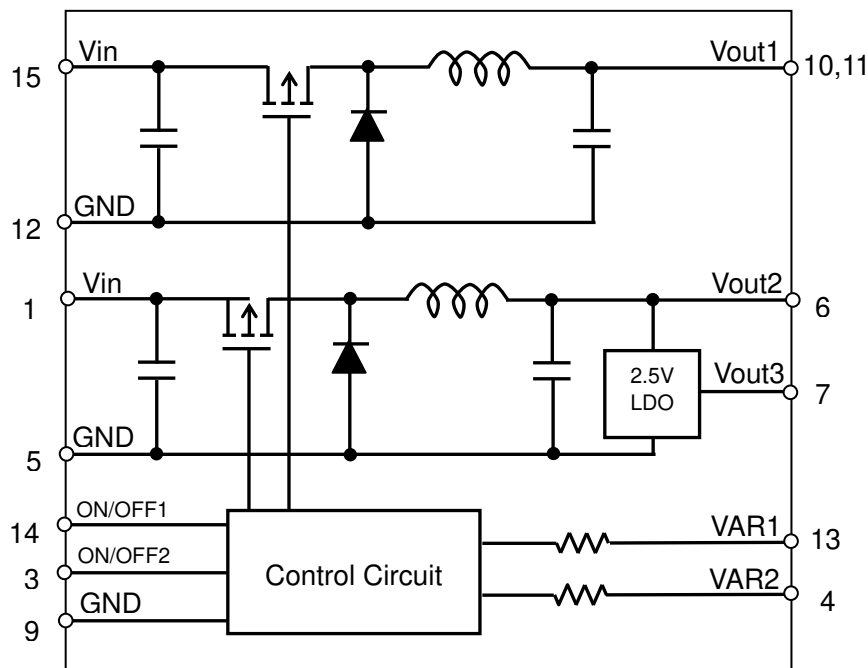 Vin
Vout1
15
10,11
GND
12
Vin
Vout2
1
6
2.5V
LDO
Vout3
7
GND
5
ON/OFF1
14
VAR1
13
ON/OFF2
3
Control Circuit
VAR2
4
GND
9